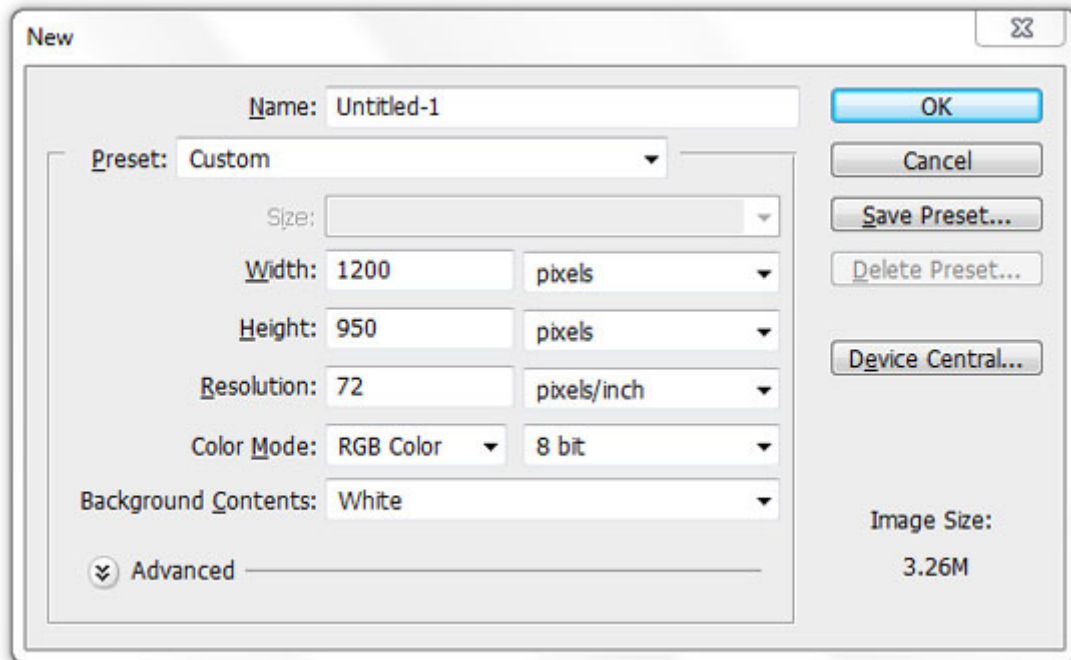 New
Name: Untitled-1
OK
Preset: Custom
Cancel
Size:
Save Preset...
Width: 1200 pixels
Delete Preset...
Height: 950 pixels
Device Central...
Resolution: 72 pixels/inch
Color Mode: RGB Color 8 bit
Background Contents: White
Image Size:
3.26M
Advanced